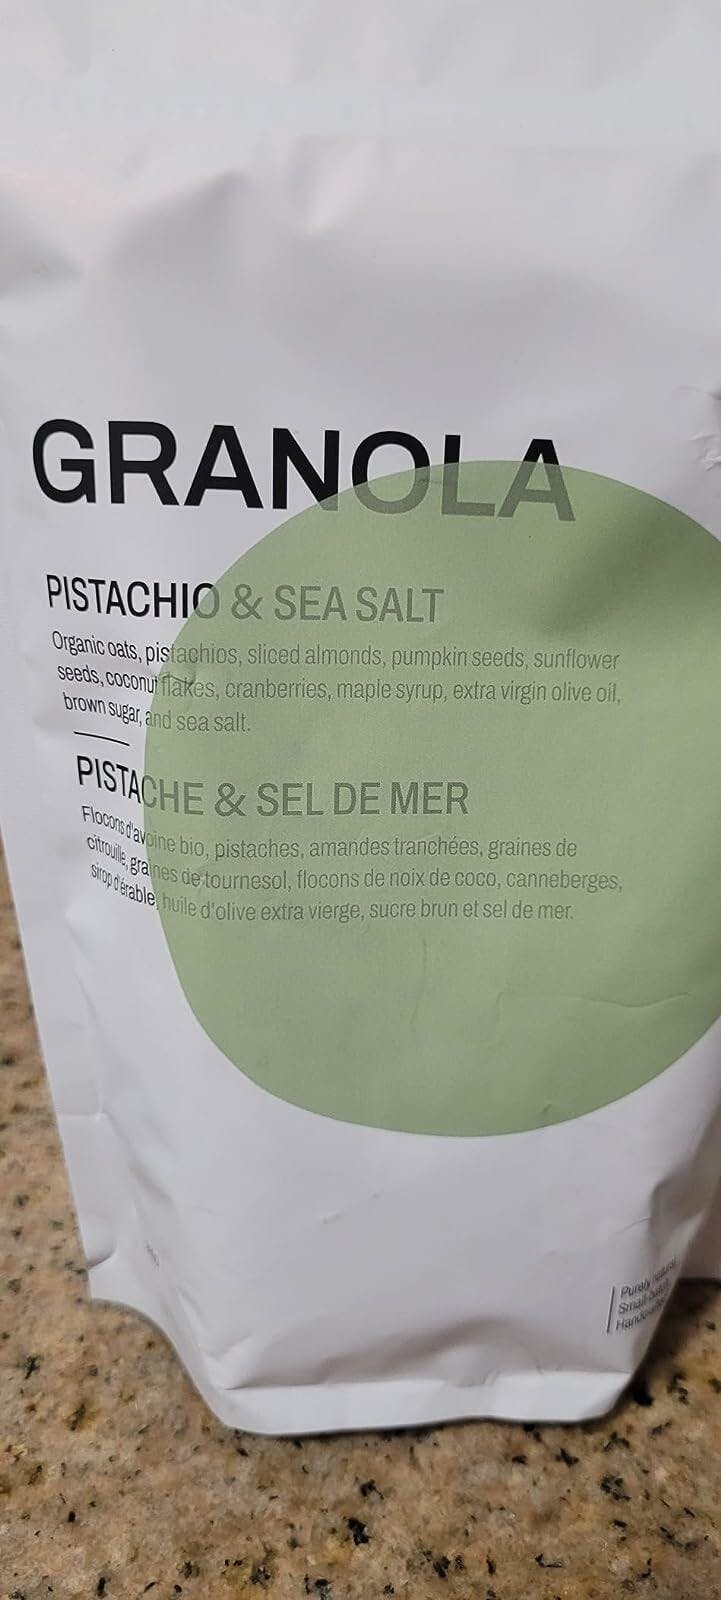 GRANOLA
PISTACHIO & SEA SALT
Organic oats, pistachios, sliced almonds, pumpkin seeds, sunflower
seeds, coconut flakes, cranberries, maple syrup, extra virgin olive oil,
brown sugar, and sea salt.
PISTACHE & SEL DE MER
Flocons d'avoine bio, pistaches, amandes tranchées, graines de
citrouille, graines de tournesol, flocons de noix de coco, canneberges,
sirop d'érable, huile d'olive extra vierge, sucre brun et sel de mer.
Purely natural
Small-batch